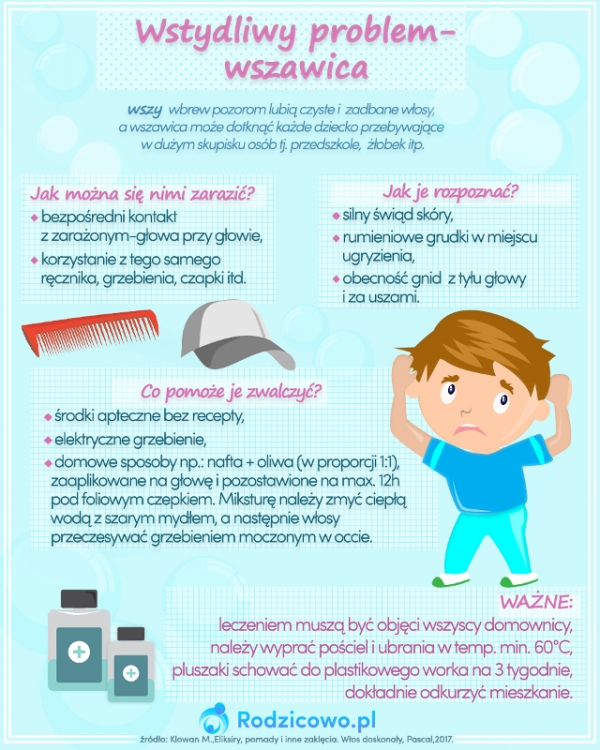 Wstydliwy problem-
wszawica
wszy wbrew pozorom lubią czyste i zadbane włosy,
a wszawica może dotknąć każde dziecko przebywające
w dużym skupisku osób tj. przedszkole, żłobek itp.
Jak można się nimi zarazić?
bezpośredni kontakt
z zarażonym-głowa przy głowie,
korzystanie z tego samego
ręcznika, grzebienia, czapki itd.
Jak je rozpoznać?
silny świąd skóry,
rumieniowe grudki w miejscu
ugryzienia,
obecność gnid z tyłu głowy
i za uszami.
Co pomoże je zwalczyć?
środki apteczne bez recepty,
elektryczne grzebienie,
domowe sposoby np.: nafta + oliwa (w proporcji 1:1),
zaaplikowane na głowę i pozostawione na max. 12h
pod foliowym czepkiem. Miksturę należy zmyć ciepłą
wodą z szarym mydłem, a następnie włosy
przeczesywać grzebieniem moczonym w occie.
WAŻNE:
leczeniem muszą być objęci wszyscy domownicy,
należy wyprać pościel i ubrania w temp. min. 60°C,
pluszaki schować do plastikowego worka na 3 tygodnie,
dokładnie odkurzyć mieszkanie.
Rodzicowo.pl
źródło: Klowan M.,Eliksiry, pomady i inne zaklęcia. Włos doskonały, Pascal,2017.